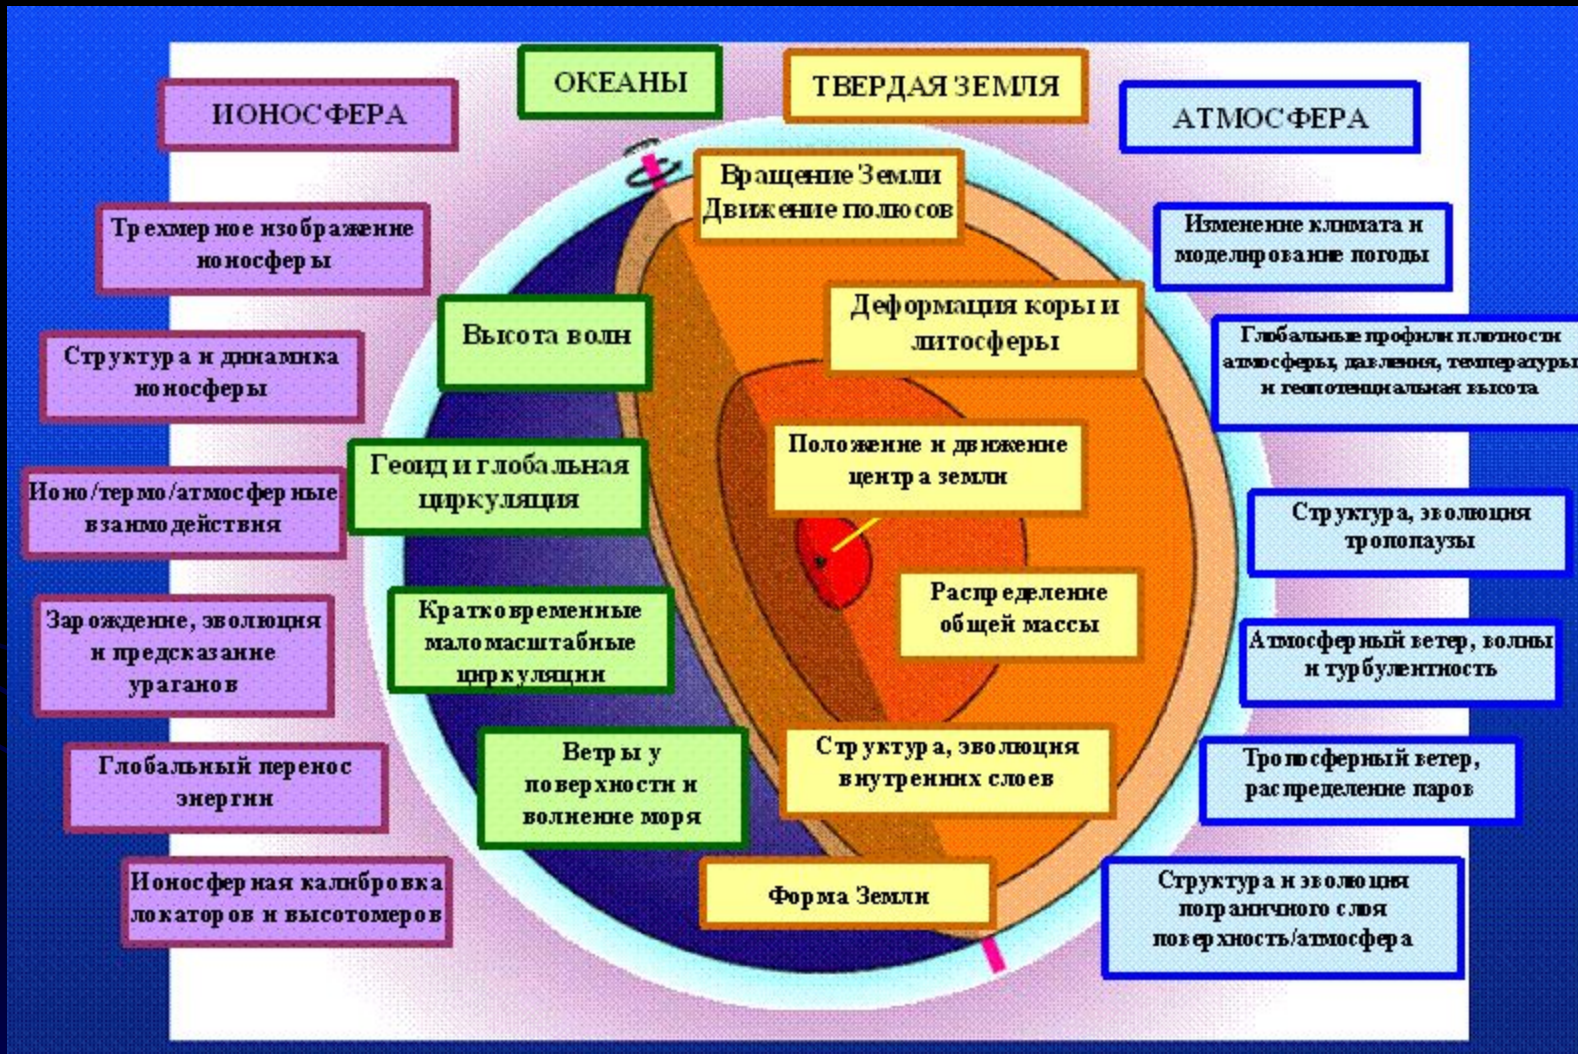 ИОНОСФЕРА
ОКЕАНЫ
ТВЕРДАЯ ЗЕМЛЯ
АТМОСФЕРА
Трехмерное изображение
ионосферы
Структура и динамика
ионосферы
Ионо/термо/атмосферные
взаимодействия
Зарождение, эволюция
и предсказание
ураганов
Глобальный перенос
энергии
Ионосферная калибровка
локаторов и высотомеров
Высота волн
Геоид и глобальная
циркуляция
Кратковременные
маломасштабные
циркуляции
Ветры у
поверхности и
волнение моря
Вращение Земли
Движение полюсов
Деформация коры и
литосферы
Положение и движение
центра земли
Распределение
общей массы
Структура, эволюция
внутренних слоев
Форма Земли
Изменение климата и
моделирование погоды
Глобальные профили плотности
атмосферы, давления, температуры
и геопотенциальная высота
Структура, эволюция
тропопаузы
Атмосферный ветер, волны
и турбулентность
Тропосферный ветер,
распределение паров
Структура и эволюция
пограничного слоя
поверхность/атмосфера